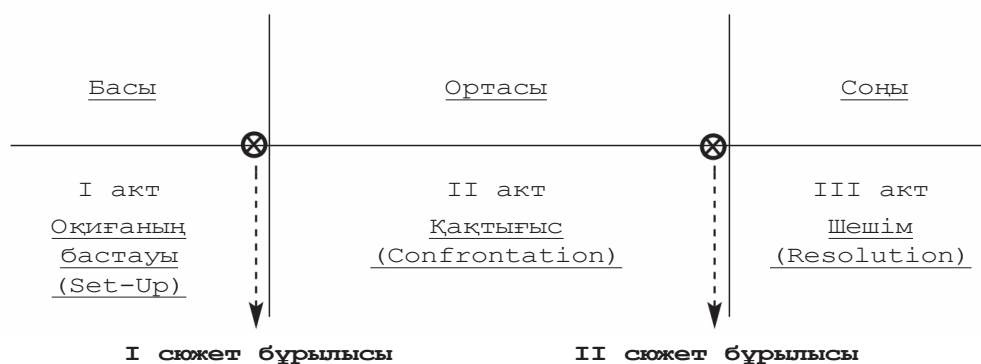 Басы
Ортасы
Соңы
I акт
Оқиғаның
бастауы
(Set-Up)
II акт
Қақтығыс
(Confrontation)
III акт
Шешім
(Resolution)
I сюжет бұрылысы
II сюжет бұрылысы